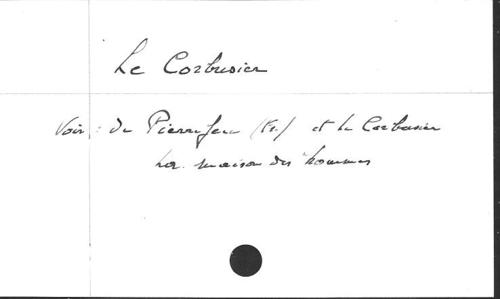 Le Corbusier
Voir : de Pierrefeu (Fr.) et Le Corbusier
La maison des hommes